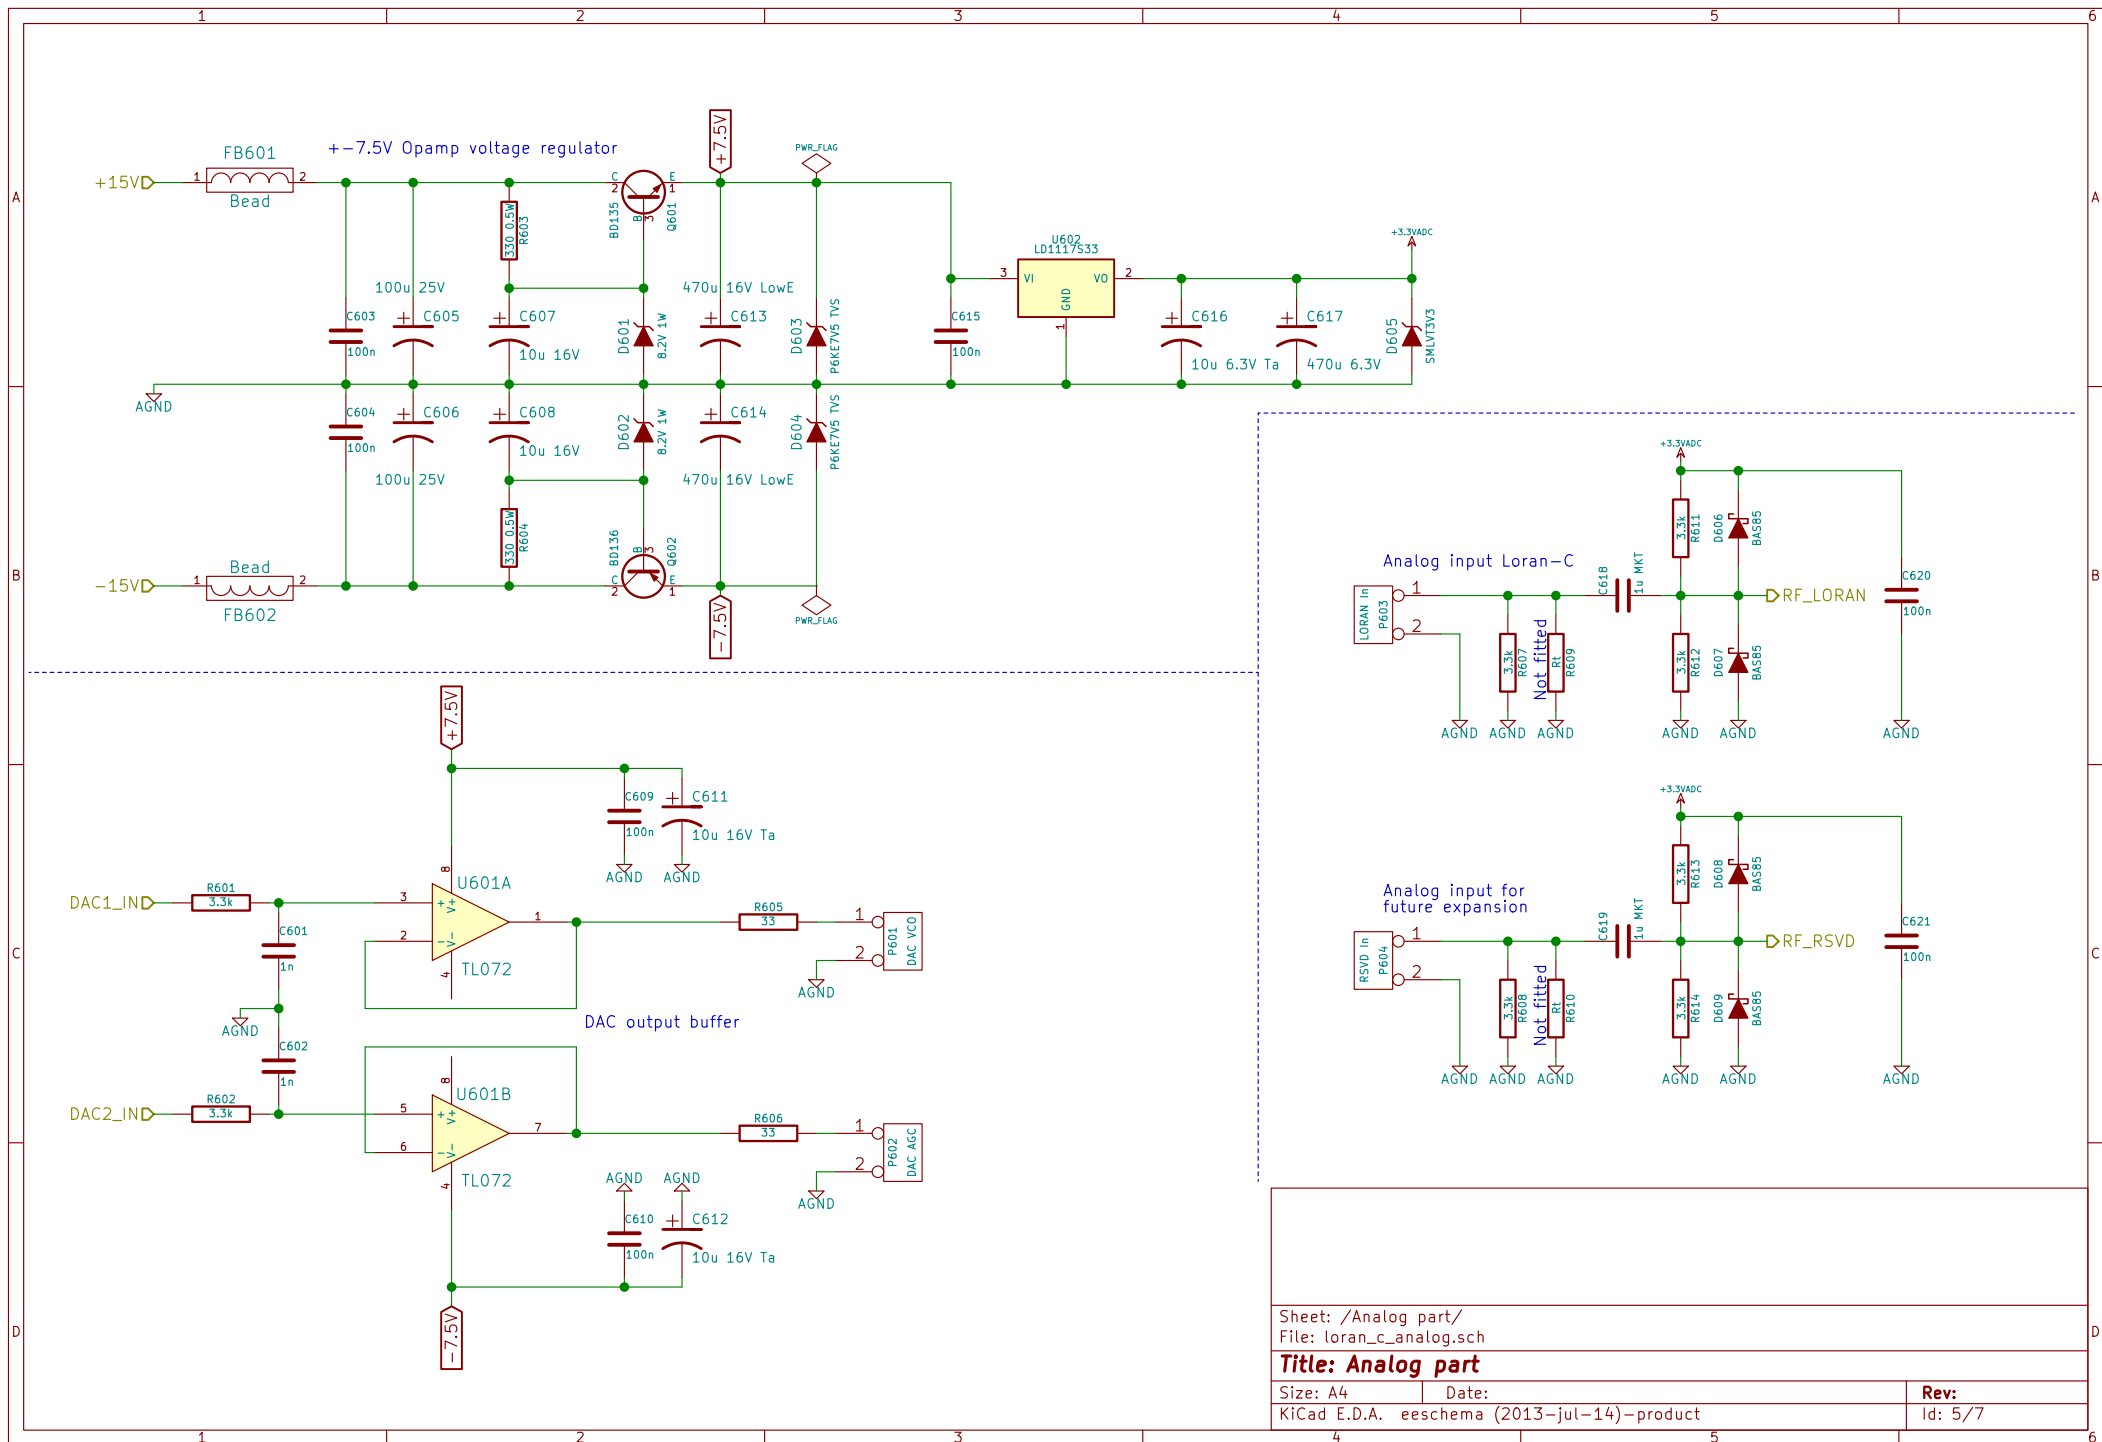 1 2 3 4 5 6
A
B
C
D
A
B
C
D
1 2 3 4 5 6
+-7.5V Opamp voltage regulator
+15V
FB601
1 2
Bead
-15V
Bead
1 2
FB602
AGND
C603
100n
100u 25V
C605
330 0.5W
R603
C607
10u 16V
BD135
C
2
E
1
B
3
Q601
D601
8.2V 1W
+7.5V
470u 16V LowE
C613
PWR_FLAG
D603
P6KE7V5 TVS
C604
100n
C606
100u 25V
C608
10u 16V
330 0.5W
R604
D602
8.2V 1W
BD136
C
2
E
1
B
3
Q602
C614
470u 16V LowE
-7.5V
D604
P6KE7V5 TVS
PWR_FLAG
C615
100n
U602
LD1117S33
3 VI
VO 2
GND
1
C616
10u 6.3V Ta
C617
470u 6.3V
+3.3VADC
D605
SMLVT3V3
+7.5V
C609
100n
C611
10u 16V Ta
AGND AGND
DAC1_IN
R601
3.3k
C601
1n
AGND
C602
1n
DAC2_IN
R602
3.3k
8
U601A
3 + V+
2 - V-
1
4
TL072
R605
33
1
2
P601
DAC VCO
AGND
DAC output buffer
8
U601B
5 + V+
6 - V-
7
4
TL072
R606
33
1
2
P602
DAC AGC
AGND
AGND AGND
C610
100n
C612
10u 16V Ta
-7.5V
Analog input Loran-C
LORAN In
P603
1
2
AGND
3.3k
R607
AGND
Not fitted
Rt
R609
AGND
C618
1u MKT
+3.3VADC
3.3k
R611
D606
BAS85
RF_LORAN
3.3k
R612
AGND
D607
BAS85
AGND
C620
100n
AGND
Analog input for
future expansion
RSVD In
P604
1
2
AGND
3.3k
R608
AGND
Not fitted
Rt
R610
AGND
C619
1u MKT
+3.3VADC
3.3k
R613
D608
BAS85
RF_RSVD
3.3k
R614
AGND
D609
BAS85
AGND
C621
100n
AGND
Sheet: /Analog part/
File: loran_c_analog.sch
Title: Analog part
Size: A4 Date: Rev:
KiCad E.D.A. eeschema (2013-jul-14)-product Id: 5/7